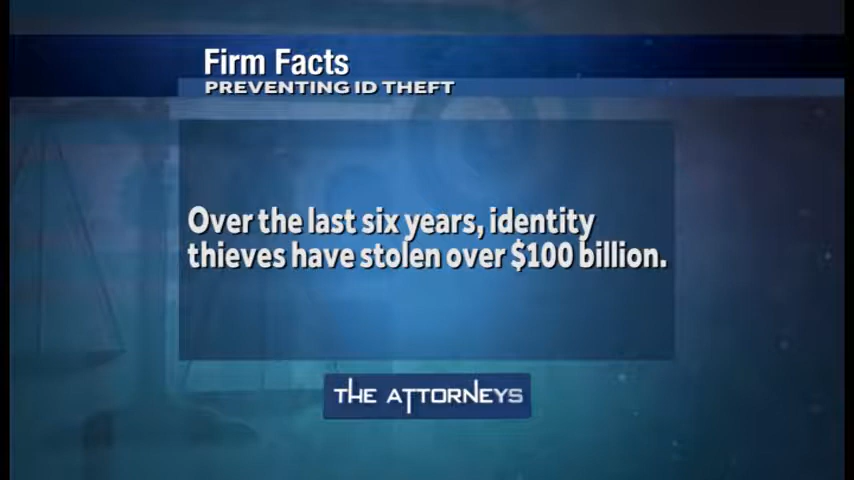 Firm Facts
PREVENTING ID THEFT
Over the last six years, identity
thieves have stolen over $100 billion.
THE ATTORNEYS